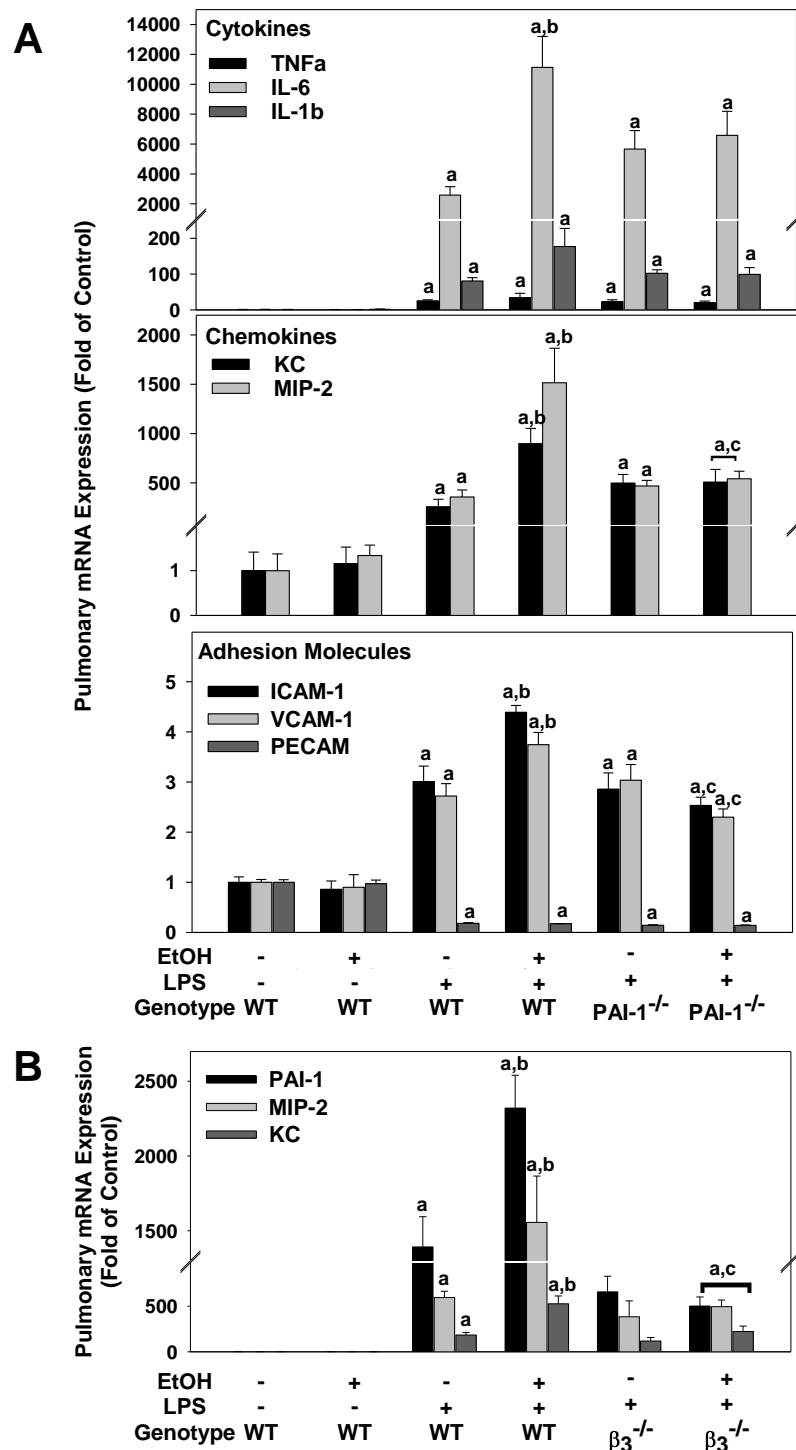 A
Pulmonary mRNA Expression (Fold of Control)
Cytokines
TNFa
IL-6
IL-1b
14000
12000
10000
8000
6000
4000
2000
200
100
0
a a a
a a,b a
a a a
a a a
Chemokines
KC
MIP-2
2000
1500
1000
500
1
0
a a
a,b a,b
a a
a,c
Adhesion Molecules
ICAM-1
VCAM-1
PECAM
5
4
3
2
1
0
a a a
a,b a,b a
a a a
a,c a,c a
EtOH - + - + - +
LPS - - + + + +
Genotype WT WT WT WT PAI-1-/- PAI-1-/-
B
Pulmonary mRNA Expression
(Fold of Control)
PAI-1
MIP-2
KC
2500
2000
1500
500
0
a a a
a,b a,b a,b
a,c
EtOH - + - + - +
LPS - - + + + +
Genotype WT WT WT WT β3-/- β3-/-